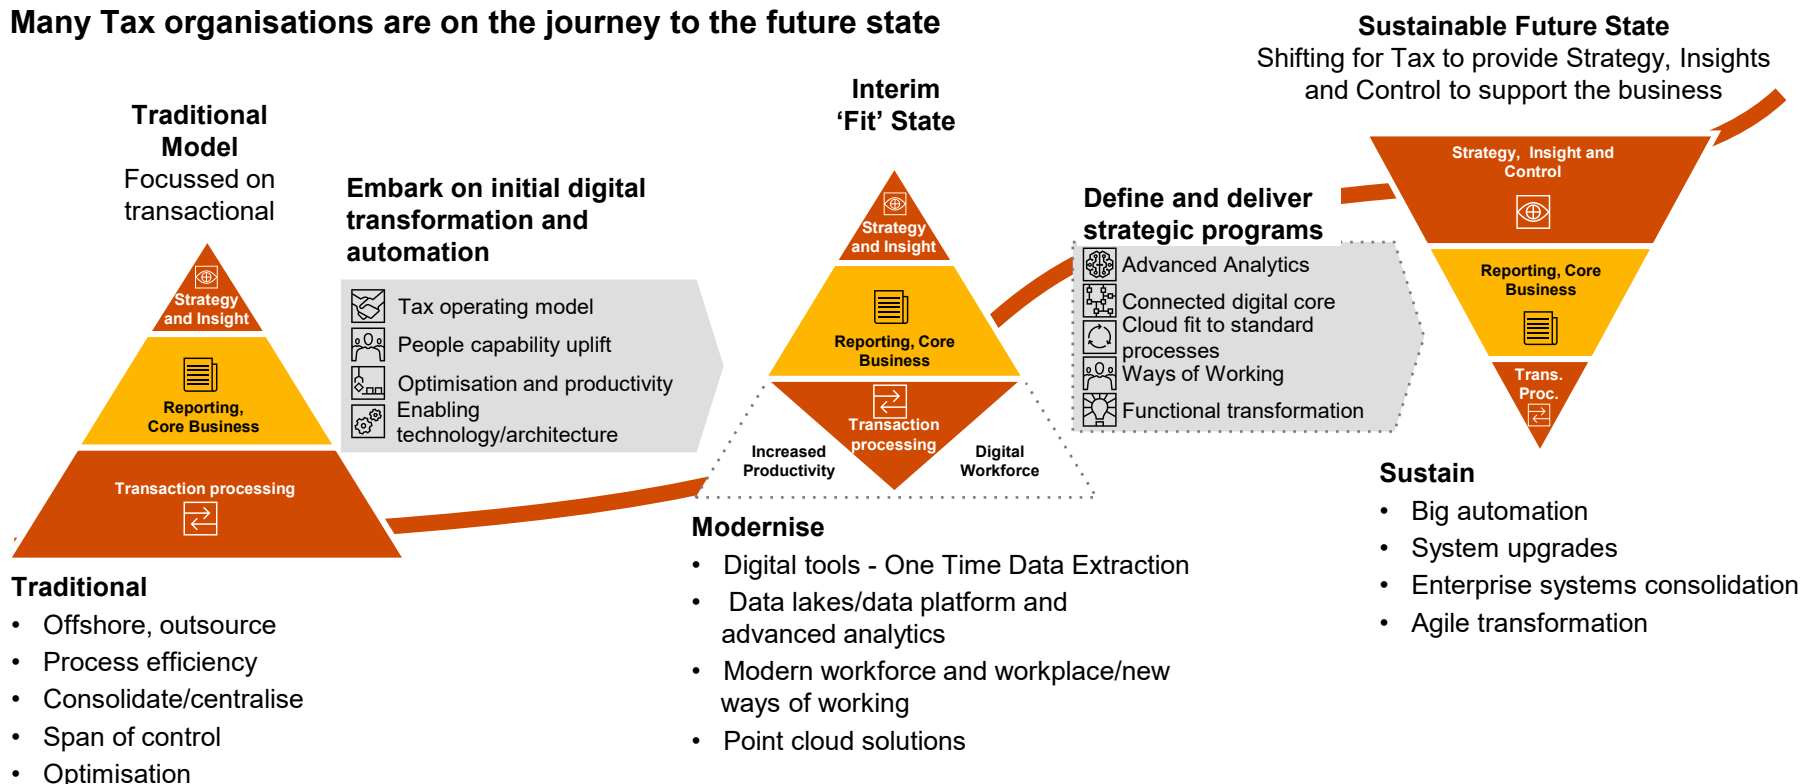 Many Tax organisations are on the journey to the future state
Traditional
Model
Focussed on
transactional
Strategy
and Insight
Reporting,
Core Business
Transaction processing
Traditional
• Offshore, outsource
• Process efficiency
• Consolidate/centralise
• Span of control
• Optimisation
Embark on initial digital
transformation and
automation
Tax operating model
People capability uplift
Optimisation and productivity
Enabling
technology/architecture
Interim
‘Fit’ State
Strategy
and Insight
Reporting, Core
Business
Transaction
processing
Increased
Productivity
Digital
Workforce
Modernise
• Digital tools - One Time Data Extraction
• Data lakes/data platform and
advanced analytics
• Modern workforce and workplace/new
ways of working
• Point cloud solutions
Define and deliver
strategic programs
Advanced Analytics
Connected digital core
Cloud fit to standard
processes
Ways of Working
Functional transformation
Sustainable Future State
Shifting for Tax to provide Strategy, Insights
and Control to support the business
Strategy, Insight and
Control
Reporting, Core
Business
Trans.
Proc.
Sustain
• Big automation
• System upgrades
• Enterprise systems consolidation
• Agile transformation